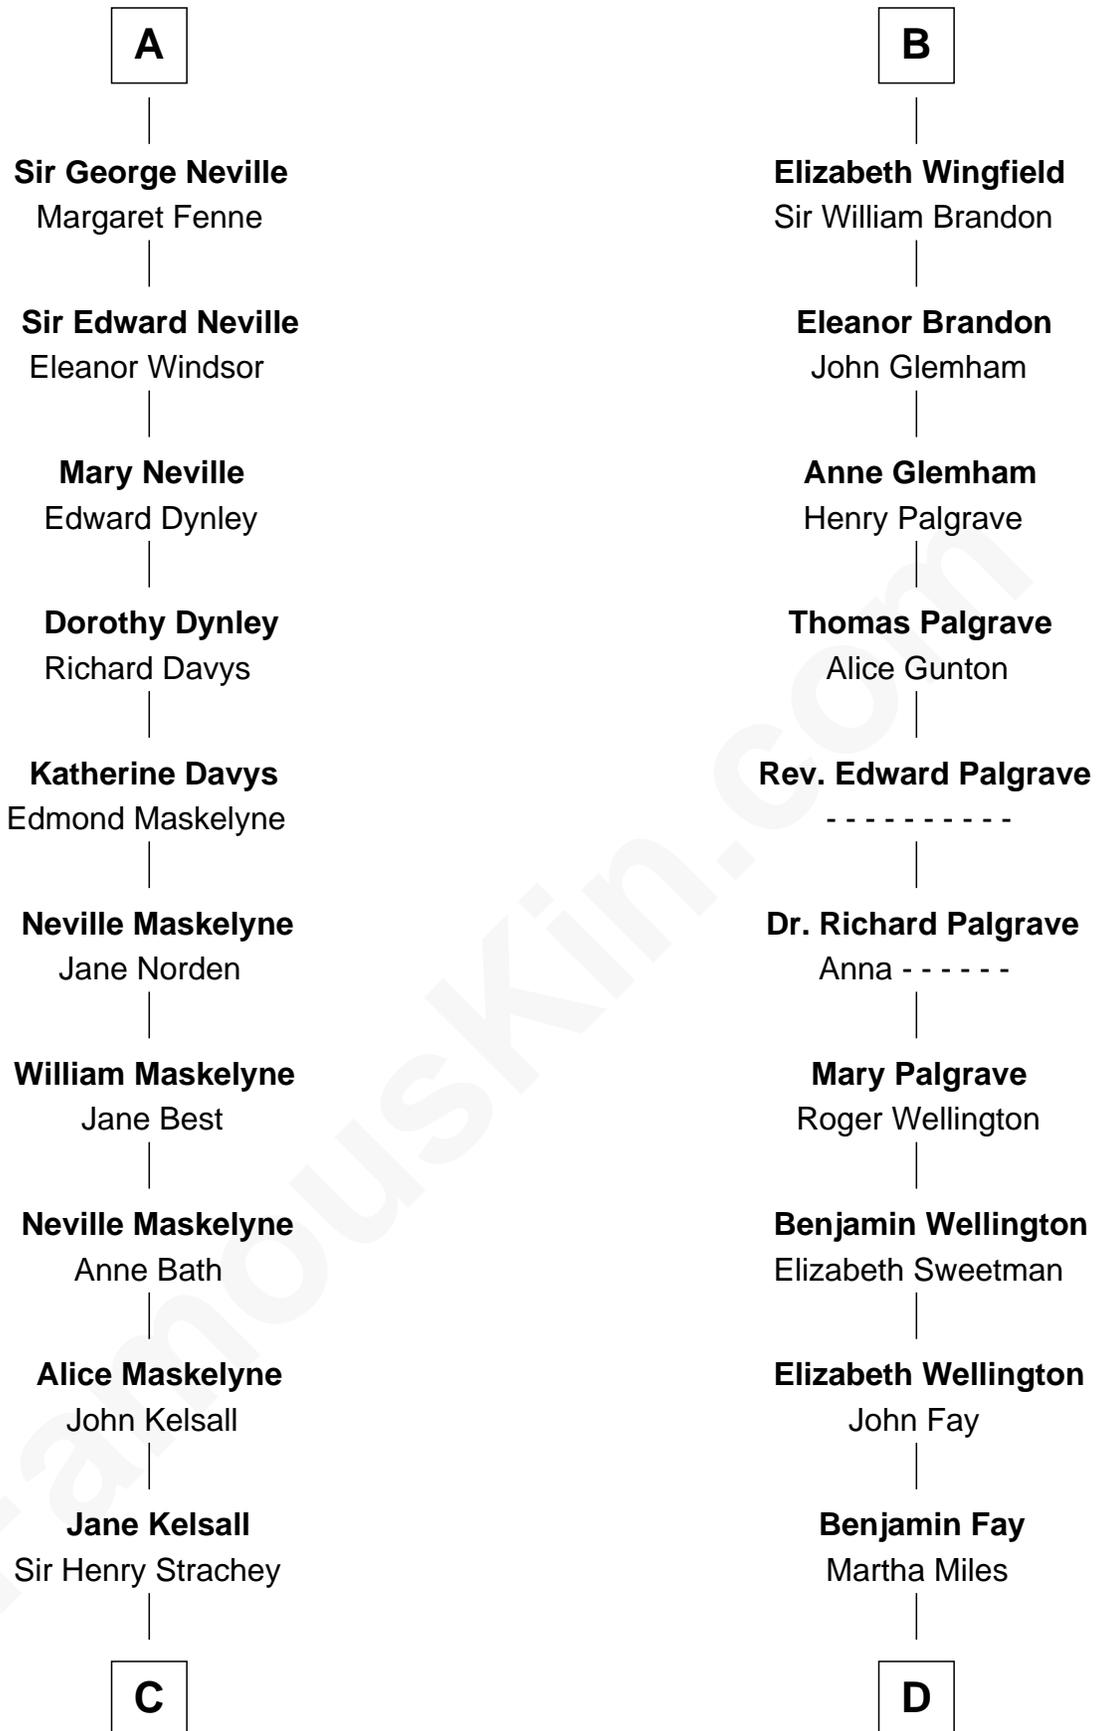 A
Sir George Neville
Margaret Fenne
Sir Edward Neville
Eleanor Windsor
Mary Neville
Edward Dynley
Dorothy Dynley
Richard Davys
Katherine Davys
Edmond Maskelyne
Neville Maskelyne
Jane Norden
William Maskelyne
Jane Best
Neville Maskelyne
Anne Bath
Alice Maskelyne
John Kelsall
Jane Kelsall
Sir Henry Strachey
C
B
Elizabeth Wingfield
Sir William Brandon
Eleanor Brandon
John Glemham
Anne Glemham
Henry Palgrave
Thomas Palgrave
Alice Gunton
Rev. Edward Palgrave
- - - - - - - - - -
Dr. Richard Palgrave
Anna - - - - - -
Mary Palgrave
Roger Wellington
Benjamin Wellington
Elizabeth Sweetman
Elizabeth Wellington
John Fay
Benjamin Fay
Martha Miles
D
FamousKin.com